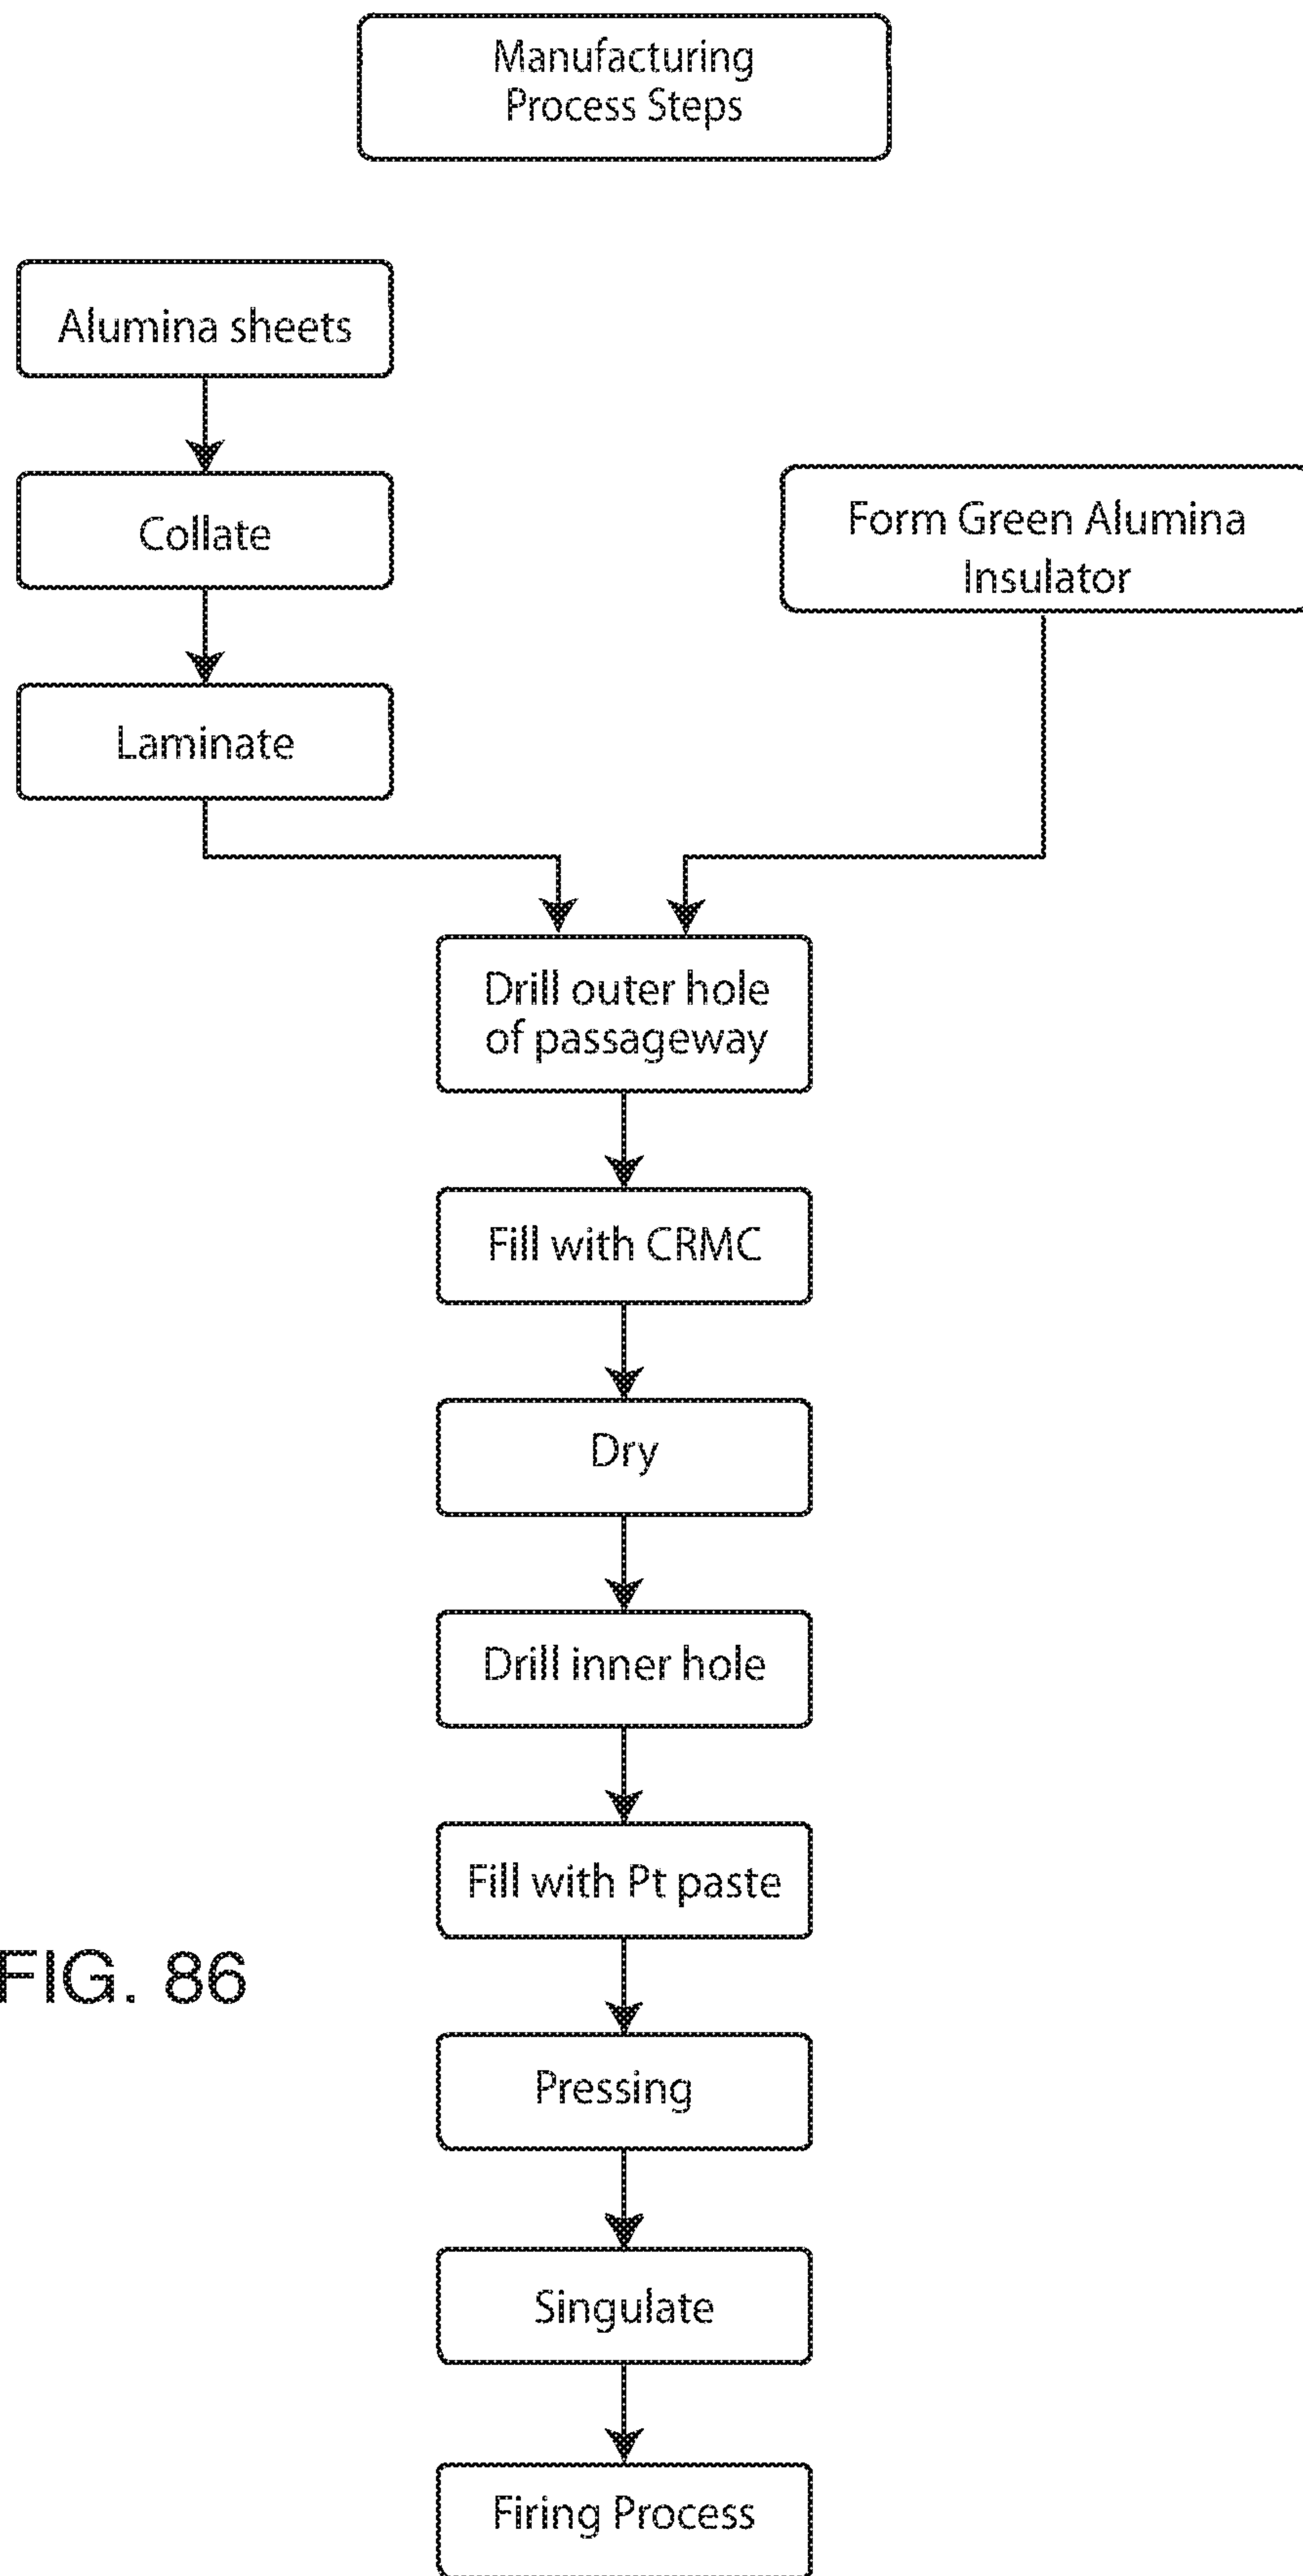 Manufacturing
Process Steps
Alumina sheets
Collate
Form Green Alumina
Insulator
Laminate
Drill outer hole
of passageway
Fill with CRMC
Dry
Drill inner hole
Fill with Pt paste
FIG. 86
Pressing
Singulate
Firing Process